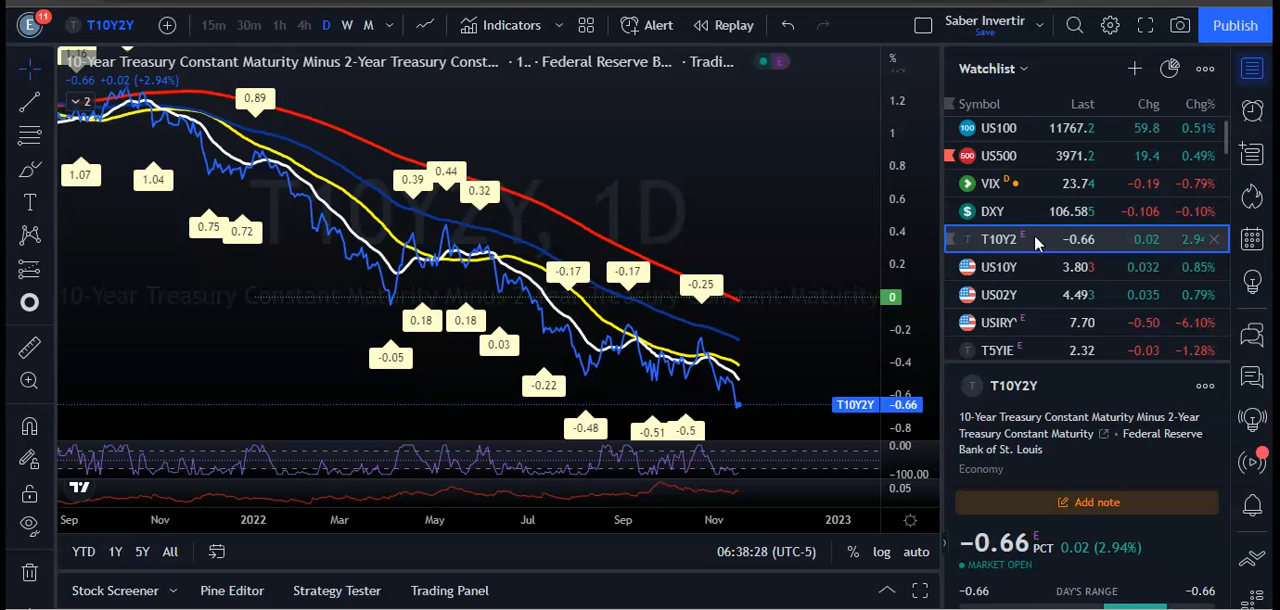 E 11 T10Y2Y 15m 30m 1h 4h D W M Indicators Alert Replay Saber Invertir Save Publish
10-Year Treasury Constant Maturity Minus 2-Year Treasury Const... · 1.. · Federal Reserve B... · Tradi... E
-0.66 +0.02 (+2.94%)
2
T10Y2Y, 1D
1.16
1.07
1.04
0.89
0.75
0.72
0.39
0.44
0.32
-0.05
0.18
0.18
0.03
-0.17
-0.17
-0.25
-0.22
-0.48
-0.51
-0.5
%
1.2
1
0.8
0.6
0.4
0.2
0
-0.2
-0.4
T10Y2Y -0.66
-0.8
0.00
-100.00
0.05
Sep Nov 2022 Mar May Jul Sep Nov 2023
YTD 1Y 5Y All 06:38:28 (UTC-5) % log auto
Stock Screener Pine Editor Strategy Tester Trading Panel
Watchlist
Symbol Last Chg Chg%
100 US100 11767.2 59.8 0.51%
500 US500 3971.2 19.4 0.49%
VIX D 23.74 -0.19 -0.79%
$ DXY 106.585 -0.106 -0.10%
T T10Y2 E -0.66 0.02 2.9
US10Y 3.803 0.032 0.85%
US02Y 4.493 0.035 0.79%
USIRY E 7.70 -0.50 -6.10%
T T5YIE E 2.32 -0.03 -1.28%
T T10Y2Y
10-Year Treasury Constant Maturity Minus 2-Year
Treasury Constant Maturity · Federal Reserve
Bank of St. Louis
Economy
Add note
-0.66 E PCT 0.02 (2.94%)
MARKET OPEN
-0.66 DAY'S RANGE -0.66